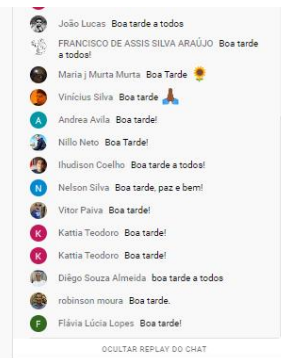 João Lucas Boa tarde a todos
FRANCISCO DE ASSIS SILVA ARAÚJO Boa tarde
a todos!
Maria j Murta Murta Boa Tarde 🌻
Vinícius Silva Boa tarde 🙏🏾
A Andrea Avila Boa tarde!
Nillo Neto Boa Tarde!
Ihudison Coelho Boa tarde a todos!
N Nelson Silva Boa tarde, paz e bem!
Vitor Paiva Boa tarde!
K Kattia Teodoro Boa tarde!
K Kattia Teodoro Boa tarde!
Diêgo Souza Almeida boa tarde a todos
robinson moura Boa tarde.
F Flávia Lúcia Lopes Boa tarde!
OCULTAR REPLAY DO CHAT